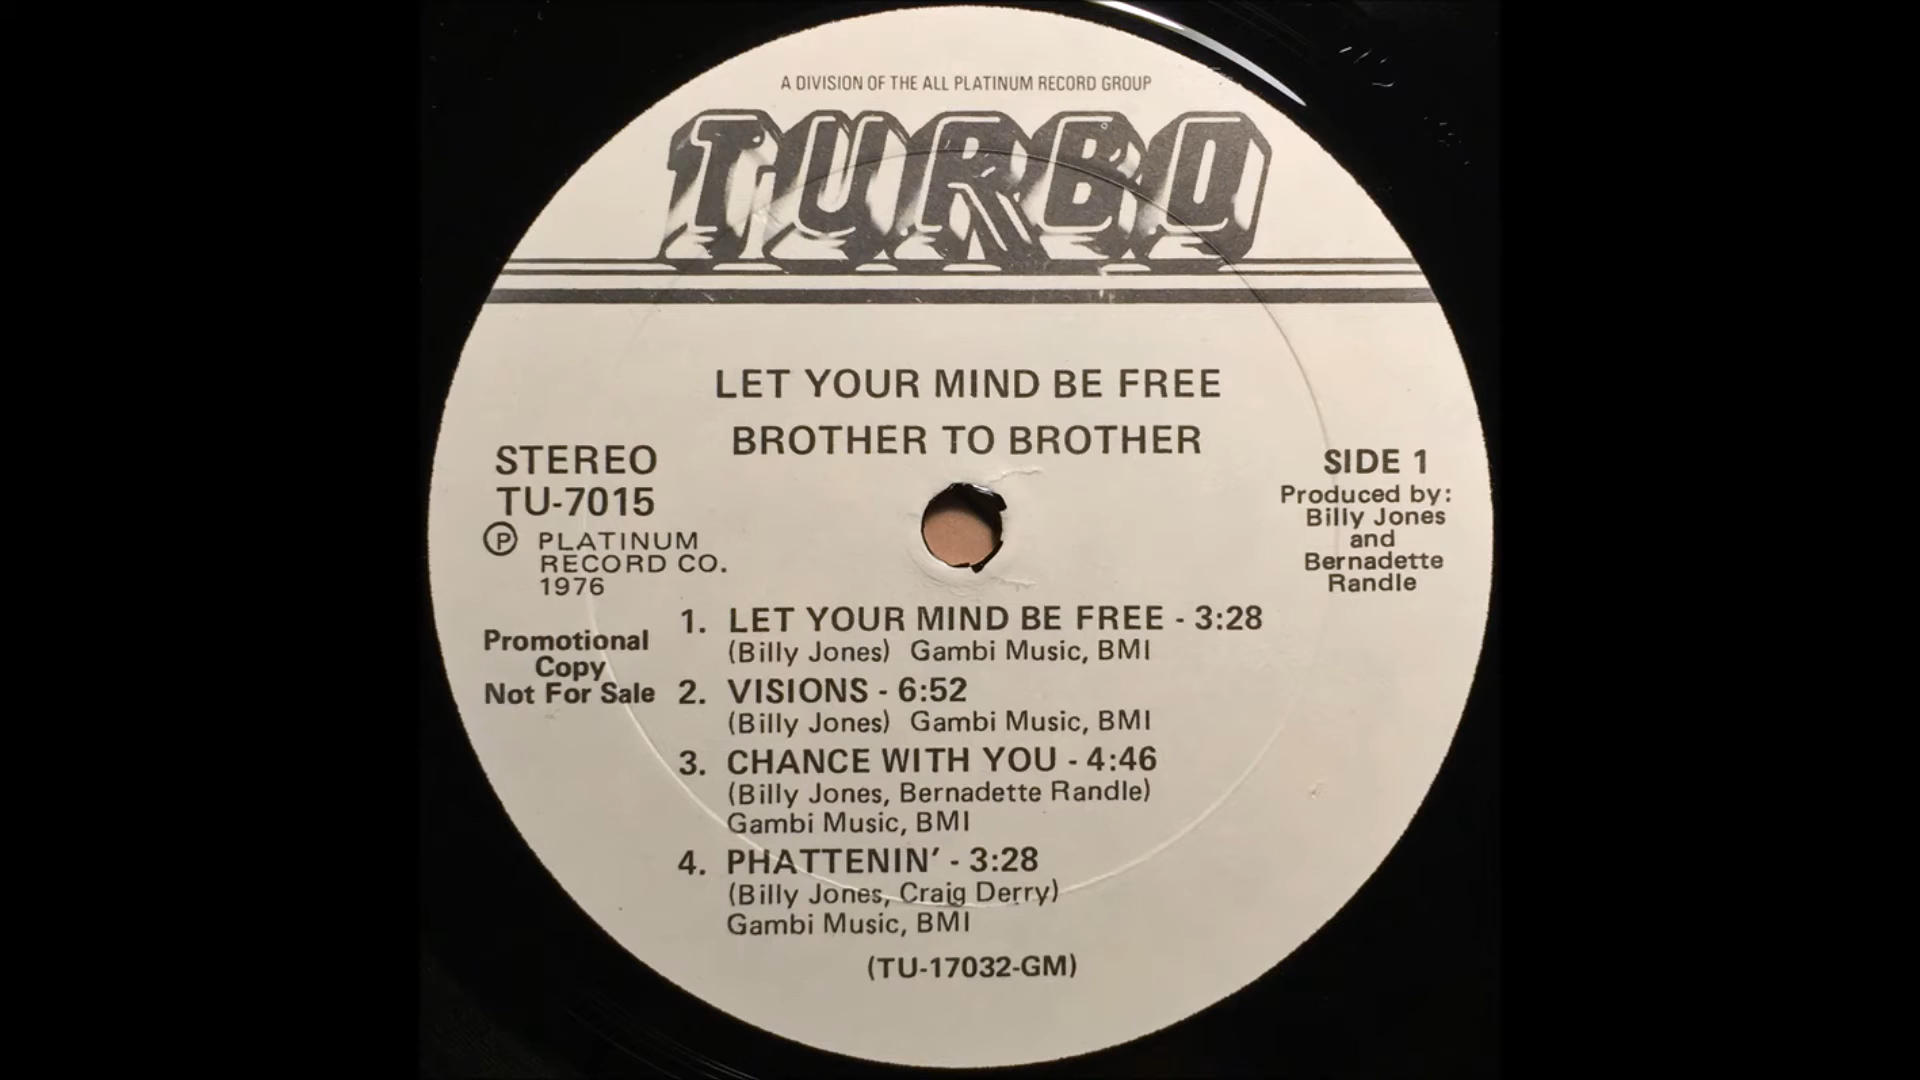 A DIVISION OF THE ALL PLATINUM RECORD GROUP
TURBO
LET YOUR MIND BE FREE
BROTHER TO BROTHER
STEREO
TU-7015
Ⓟ PLATINUM
RECORD CO.
1976
Promotional
Copy
Not For Sale
SIDE 1
Produced by:
Billy Jones
and
Bernadette
Randle
1. LET YOUR MIND BE FREE - 3:28
(Billy Jones) Gambi Music, BMI
2. VISIONS - 6:52
(Billy Jones) Gambi Music, BMI
3. CHANCE WITH YOU - 4:46
(Billy Jones, Bernadette Randle)
Gambi Music, BMI
4. PHATTENIN' - 3:28
(Billy Jones, Craig Derry)
Gambi Music, BMI
(TU-17032-GM)